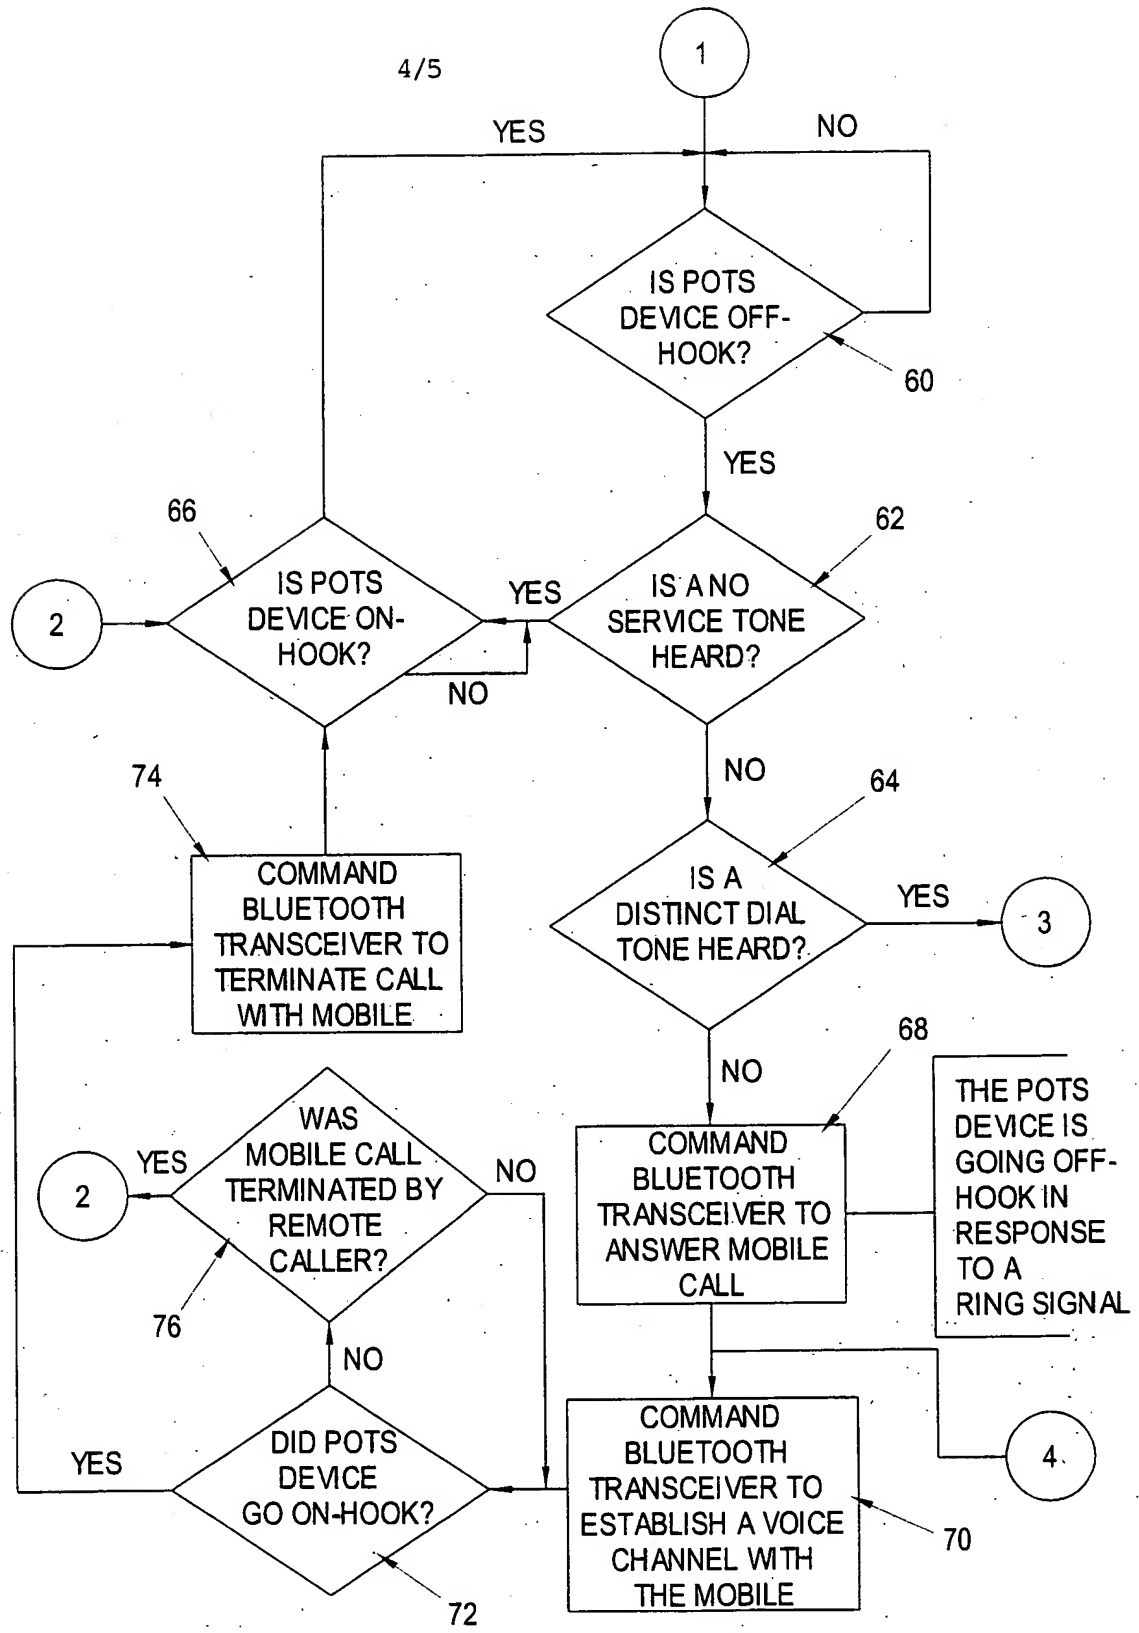 4/5
1
YES
NO
IS POTS
DEVICE OFF-
HOOK?
60
YES
66
62
2
IS POTS
DEVICE ON-
HOOK?
YES
NO
IS A NO
SERVICE TONE
HEARD?
NO
74
64
COMMAND
BLUETOOTH
TRANSCEIVER TO
TERMINATE CALL
WITH MOBILE
IS A
DISTINCT DIAL
TONE HEARD?
YES
3
NO
68
COMMAND
BLUETOOTH
TRANSCEIVER TO
ANSWER MOBILE
CALL
THE POTS
DEVICE IS
GOING OFF-
HOOK IN
RESPONSE
TO A
RING SIGNAL
WAS
MOBILE CALL
TERMINATED BY
REMOTE
CALLER?
YES
2
NO
76
NO
DID POTS
DEVICE
GO ON-HOOK?
YES
72
COMMAND
BLUETOOTH
TRANSCEIVER TO
ESTABLISH A VOICE
CHANNEL WITH
THE MOBILE
4
70